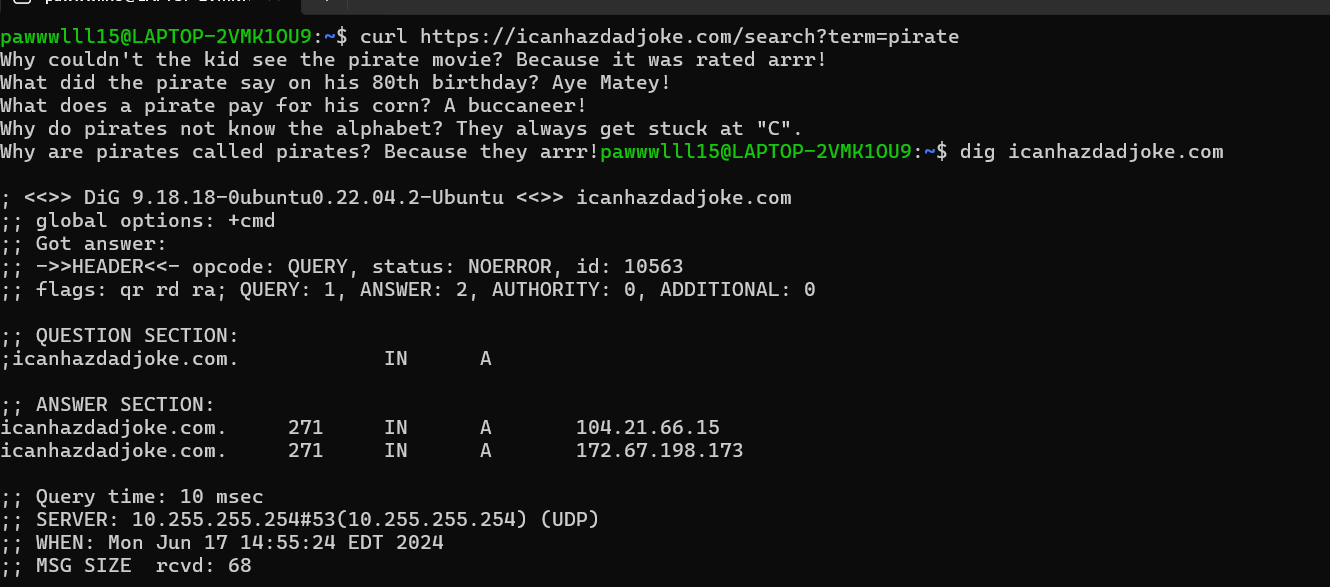 pawwwlll15@LAPTOP-2VMK1OU9:~$ curl https://icanhazdadjoke.com/search?term=pirate
Why couldn't the kid see the pirate movie? Because it was rated arrr!
What did the pirate say on his 80th birthday? Aye Matey!
What does a pirate pay for his corn? A buccaneer!
Why do pirates not know the alphabet? They always get stuck at "C".
Why are pirates called pirates? Because they arrr!pawwwlll15@LAPTOP-2VMK1OU9:~$ dig icanhazdadjoke.com
; <<>> DiG 9.18.18-0ubuntu0.22.04.2-Ubuntu <<>> icanhazdadjoke.com
;; global options: +cmd
;; Got answer:
;; ->>HEADER<<- opcode: QUERY, status: NOERROR, id: 10563
;; flags: qr rd ra; QUERY: 1, ANSWER: 2, AUTHORITY: 0, ADDITIONAL: 0
;; QUESTION SECTION:
;icanhazdadjoke.com. IN A
;; ANSWER SECTION:
icanhazdadjoke.com. 271 IN A 104.21.66.15
icanhazdadjoke.com. 271 IN A 172.67.198.173
;; Query time: 10 msec
;; SERVER: 10.255.255.254#53(10.255.255.254) (UDP)
;; WHEN: Mon Jun 17 14:55:24 EDT 2024
;; MSG SIZE rcvd: 68